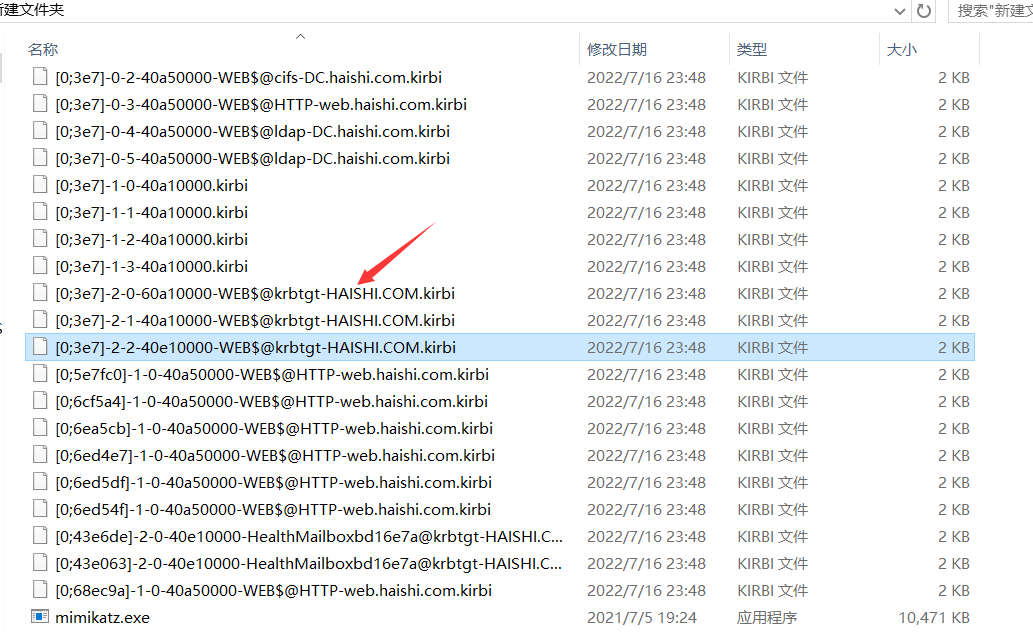 新建文件夹 搜索"新建文
名称 修改日期 类型 大小
[0;3e7]-0-2-40a50000-WEB$@cifs-DC.haishi.com.kirbi 2022/7/16 23:48 KIRBI 文件 2 KB
[0;3e7]-0-3-40a50000-WEB$@HTTP-web.haishi.com.kirbi 2022/7/16 23:48 KIRBI 文件 2 KB
[0;3e7]-0-4-40a50000-WEB$@ldap-DC.haishi.com.kirbi 2022/7/16 23:48 KIRBI 文件 2 KB
[0;3e7]-0-5-40a50000-WEB$@ldap-DC.haishi.com.kirbi 2022/7/16 23:48 KIRBI 文件 2 KB
[0;3e7]-1-0-40a10000.kirbi 2022/7/16 23:48 KIRBI 文件 2 KB
[0;3e7]-1-1-40a10000.kirbi 2022/7/16 23:48 KIRBI 文件 2 KB
[0;3e7]-1-2-40a10000.kirbi 2022/7/16 23:48 KIRBI 文件 2 KB
[0;3e7]-1-3-40a10000.kirbi 2022/7/16 23:48 KIRBI 文件 2 KB
[0;3e7]-2-0-60a10000-WEB$@krbtgt-HAISHI.COM.kirbi 2022/7/16 23:48 KIRBI 文件 2 KB
[0;3e7]-2-1-40a10000-WEB$@krbtgt-HAISHI.COM.kirbi 2022/7/16 23:48 KIRBI 文件 2 KB
[0;3e7]-2-2-40e10000-WEB$@krbtgt-HAISHI.COM.kirbi 2022/7/16 23:48 KIRBI 文件 2 KB
[0;5e7fc0]-1-0-40a50000-WEB$@HTTP-web.haishi.com.kirbi 2022/7/16 23:48 KIRBI 文件 2 KB
[0;6cf5a4]-1-0-40a50000-WEB$@HTTP-web.haishi.com.kirbi 2022/7/16 23:48 KIRBI 文件 2 KB
[0;6ea5cb]-1-0-40a50000-WEB$@HTTP-web.haishi.com.kirbi 2022/7/16 23:48 KIRBI 文件 2 KB
[0;6ed4e7]-1-0-40a50000-WEB$@HTTP-web.haishi.com.kirbi 2022/7/16 23:48 KIRBI 文件 2 KB
[0;6ed5df]-1-0-40a50000-WEB$@HTTP-web.haishi.com.kirbi 2022/7/16 23:48 KIRBI 文件 2 KB
[0;6ed54f]-1-0-40a50000-WEB$@HTTP-web.haishi.com.kirbi 2022/7/16 23:48 KIRBI 文件 2 KB
[0;43e6de]-2-0-40e10000-HealthMailboxbd16e7a@krbtgt-HAISHI.C... 2022/7/16 23:48 KIRBI 文件 2 KB
[0;43e063]-2-0-40e10000-HealthMailboxbd16e7a@krbtgt-HAISHI.C... 2022/7/16 23:48 KIRBI 文件 2 KB
[0;68ec9a]-1-0-40a50000-WEB$@HTTP-web.haishi.com.kirbi 2022/7/16 23:48 KIRBI 文件 2 KB
mimikatz.exe 2021/7/5 19:24 应用程序 10,471 KB